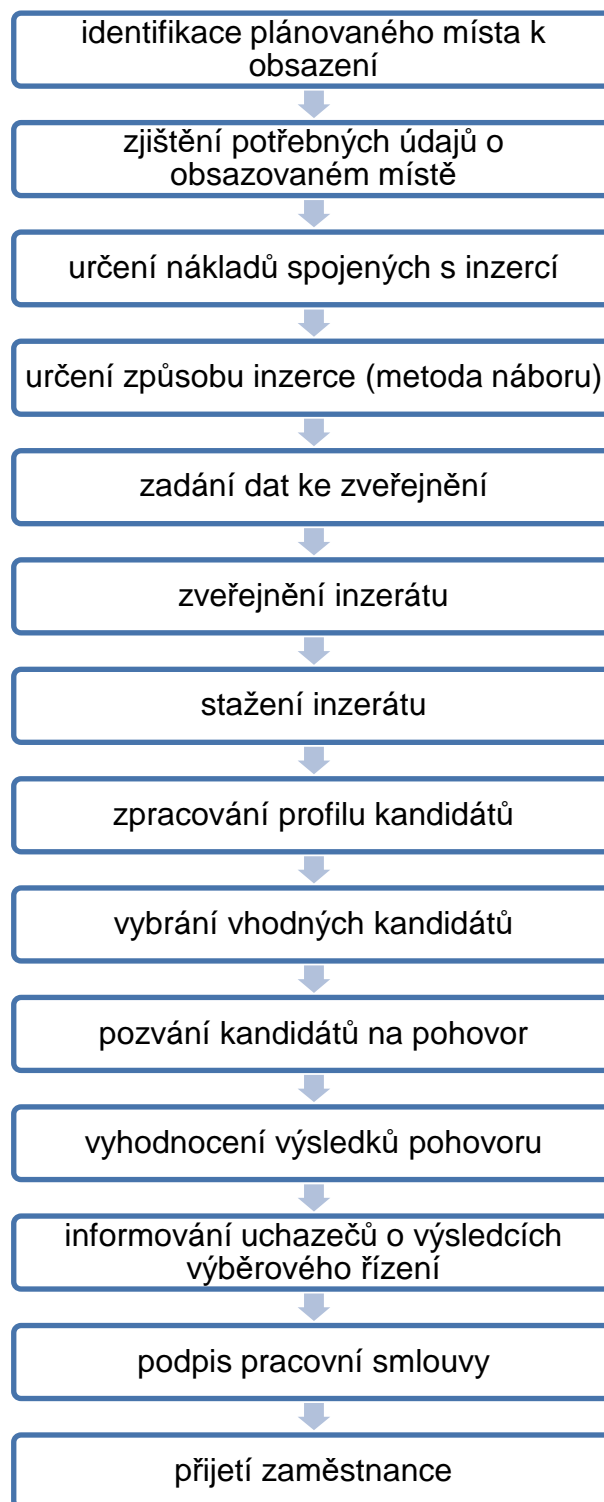 identifikace plánovaného místa k
obsazení
zjištění potřebných údajů o
obsazovaném místě
určení nákladů spojených s inzercí
určení způsobu inzerce (metoda náboru)
zadání dat ke zveřejnění
zveřejnění inzerátu
stažení inzerátu
zpracování profilu kandidátů
vybrání vhodných kandidátů
pozvání kandidátů na pohovor
vyhodnocení výsledků pohovoru
informování uchazečů o výsledcích
výběrového řízení
podpis pracovní smlouvy
přijetí zaměstnance